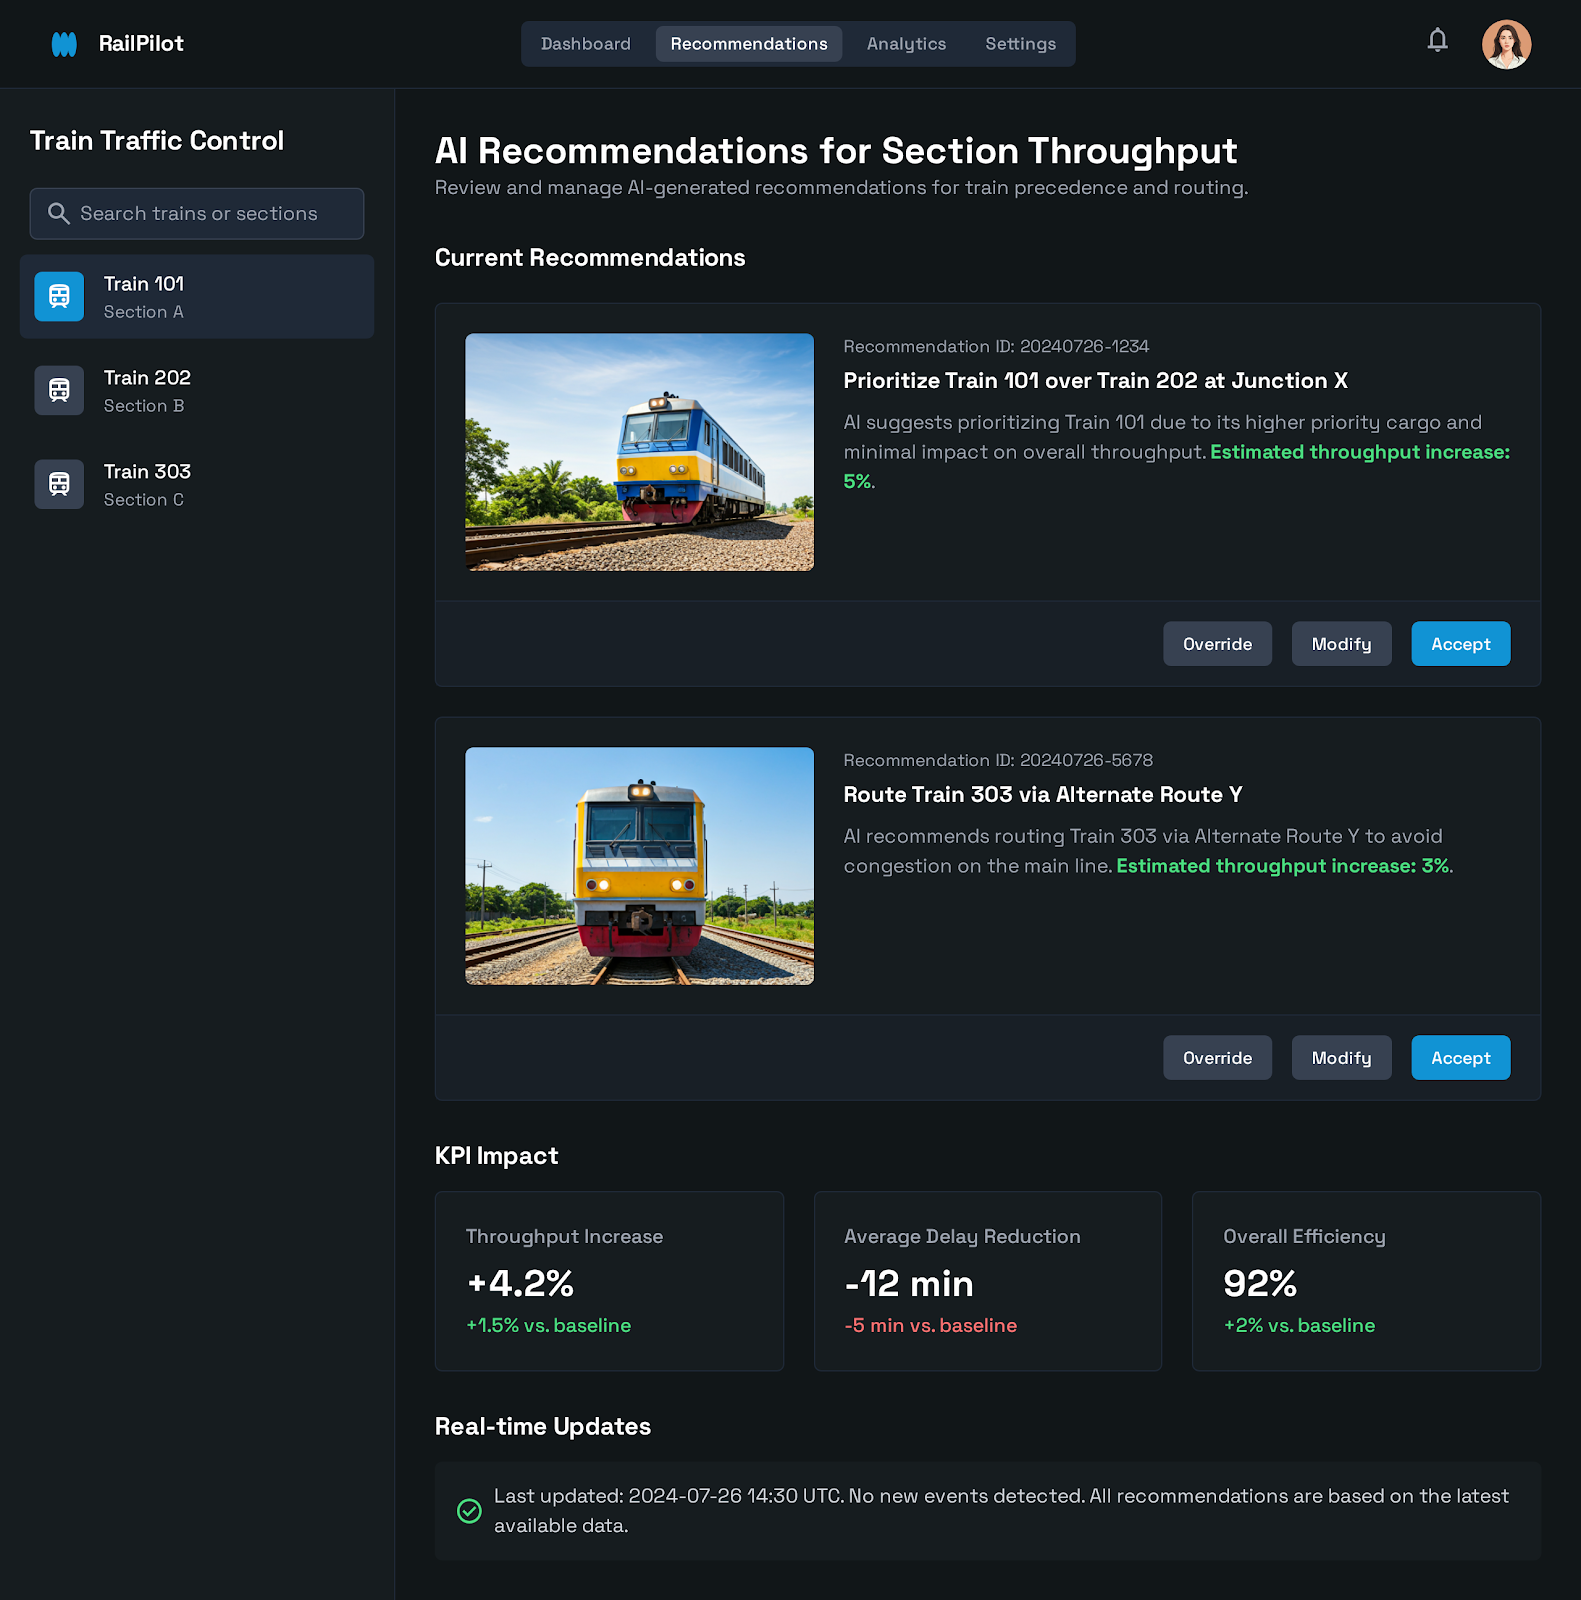 RailPilot
Dashboard
Recommendations
Analytics
Settings
Train Traffic Control
Search trains or sections
Train 101
Section A
Train 202
Section B
Train 303
Section C
AI Recommendations for Section Throughput
Review and manage AI-generated recommendations for train precedence and routing.
Current Recommendations
Recommendation ID: 20240726-1234
Prioritize Train 101 over Train 202 at Junction X
AI suggests prioritizing Train 101 due to its higher priority cargo and
minimal impact on overall throughput. Estimated throughput increase:
5%.
Override
Modify
Accept
Recommendation ID: 20240726-5678
Route Train 303 via Alternate Route Y
AI recommends routing Train 303 via Alternate Route Y to avoid
congestion on the main line. Estimated throughput increase: 3%.
Override
Modify
Accept
KPI Impact
Throughput Increase
+4.2%
+1.5% vs. baseline
Average Delay Reduction
-12 min
-5 min vs. baseline
Overall Efficiency
92%
+2% vs. baseline
Real-time Updates
Last updated: 2024-07-26 14:30 UTC. No new events detected. All recommendations are based on the latest
available data.